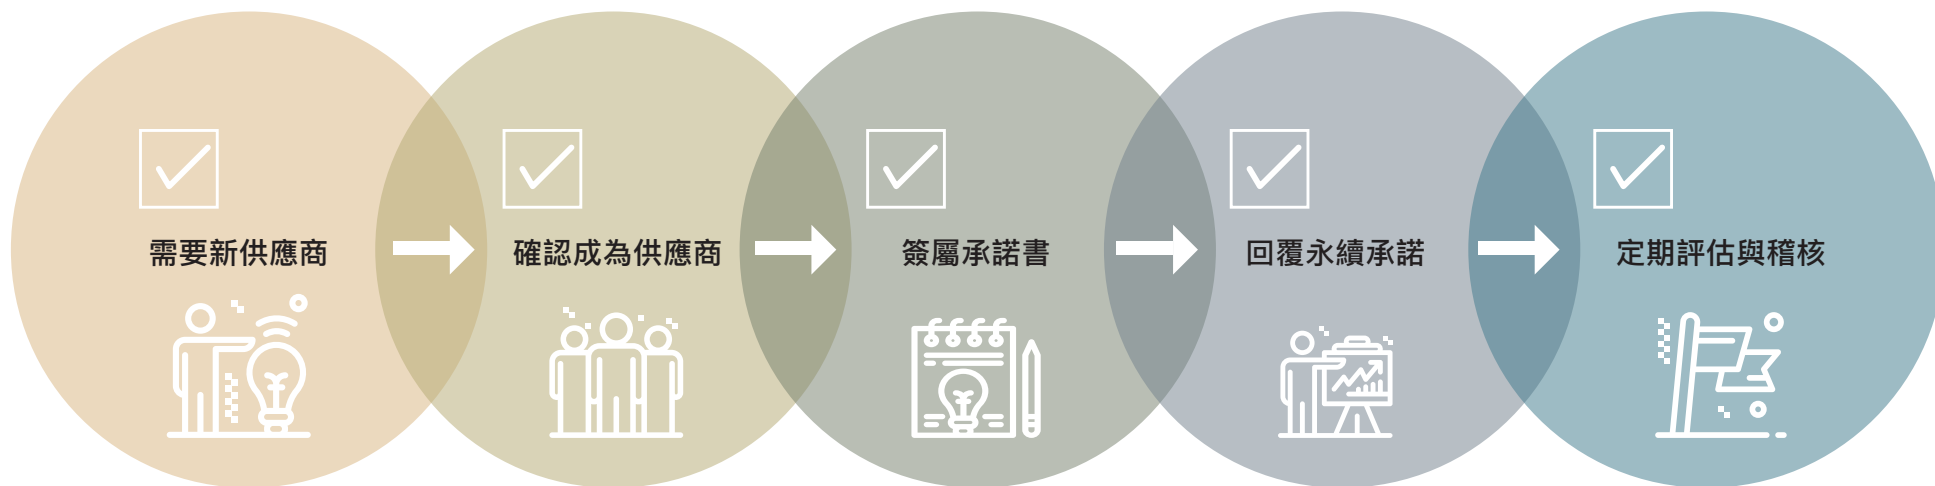 需要新供應商
確認成為供應商
簽屬承諾書
回覆永續承諾
定期評估與稽核